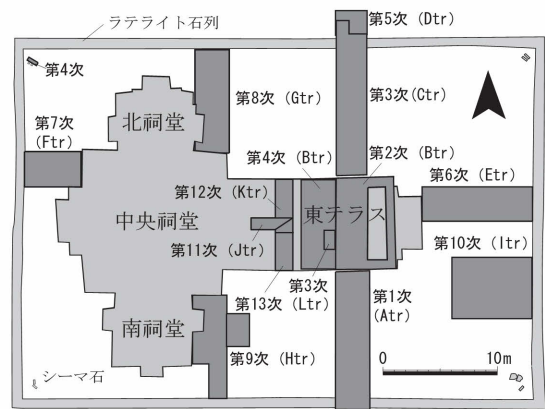 ラテライト石列
第5次 (Dtr)
第4次
第8次 (Gtr)
第3次(Ctr)
北祠堂
第7次
(Ftr)
第4次 (Btr)
第2次 (Btr)
第12次 (Ktr)
第6次 (Etr)
中央祠堂
東テラス
第11次 (Jtr)
第10次 (Itr)
第3次
第13次 (Ltr)
第1次
(Atr)
南祠堂
第9次 (Htr)
シーマ石
0
10m